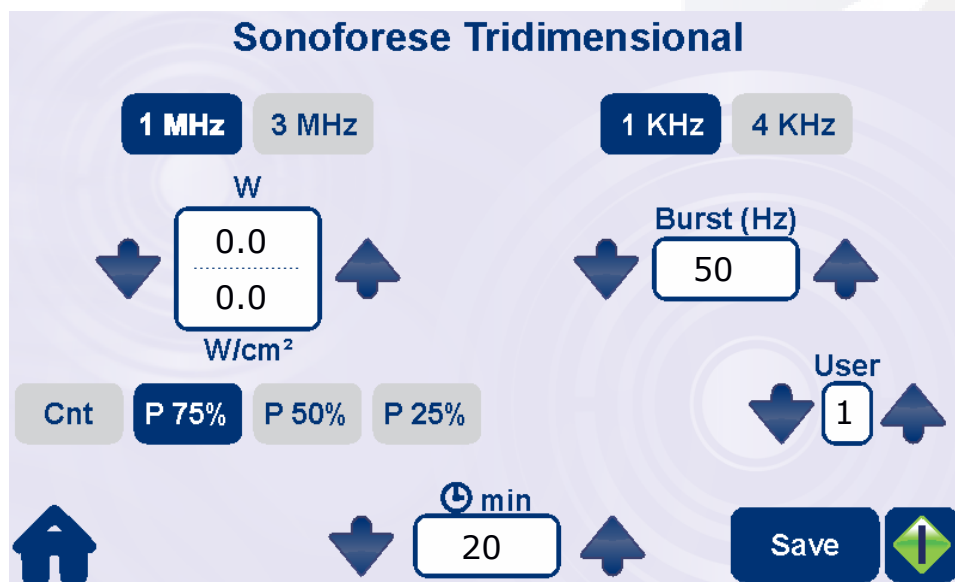 Sonoforese Tridimensional
1 MHz 3 MHz 1 KHz 4 KHz
W
0.0
0.0
W/cm²
Burst (Hz)
50
User
1
Cnt P 75% P 50% P 25%
min
20
Save